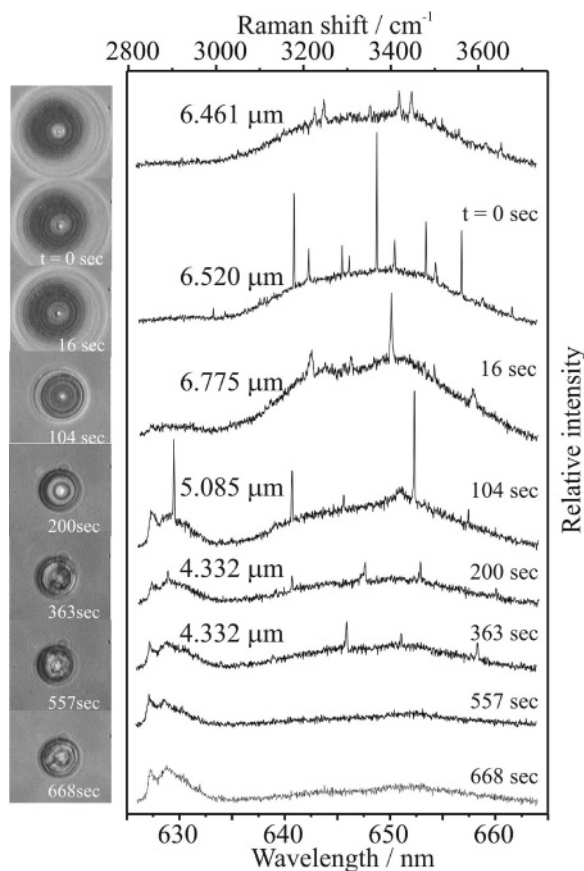 Raman shift / cm⁻¹
2800 3000 3200 3400 3600
6.461 μm
t = 0 sec
t = 0 sec
6.520 μm
16 sec
16 sec
6.775 μm
104 sec
5.085 μm
104 sec
200sec
4.332 μm
200 sec
363sec
4.332 μm
363 sec
557sec
557 sec
668sec
668 sec
630 640 650 660
Wavelength / nm
Relative intensity